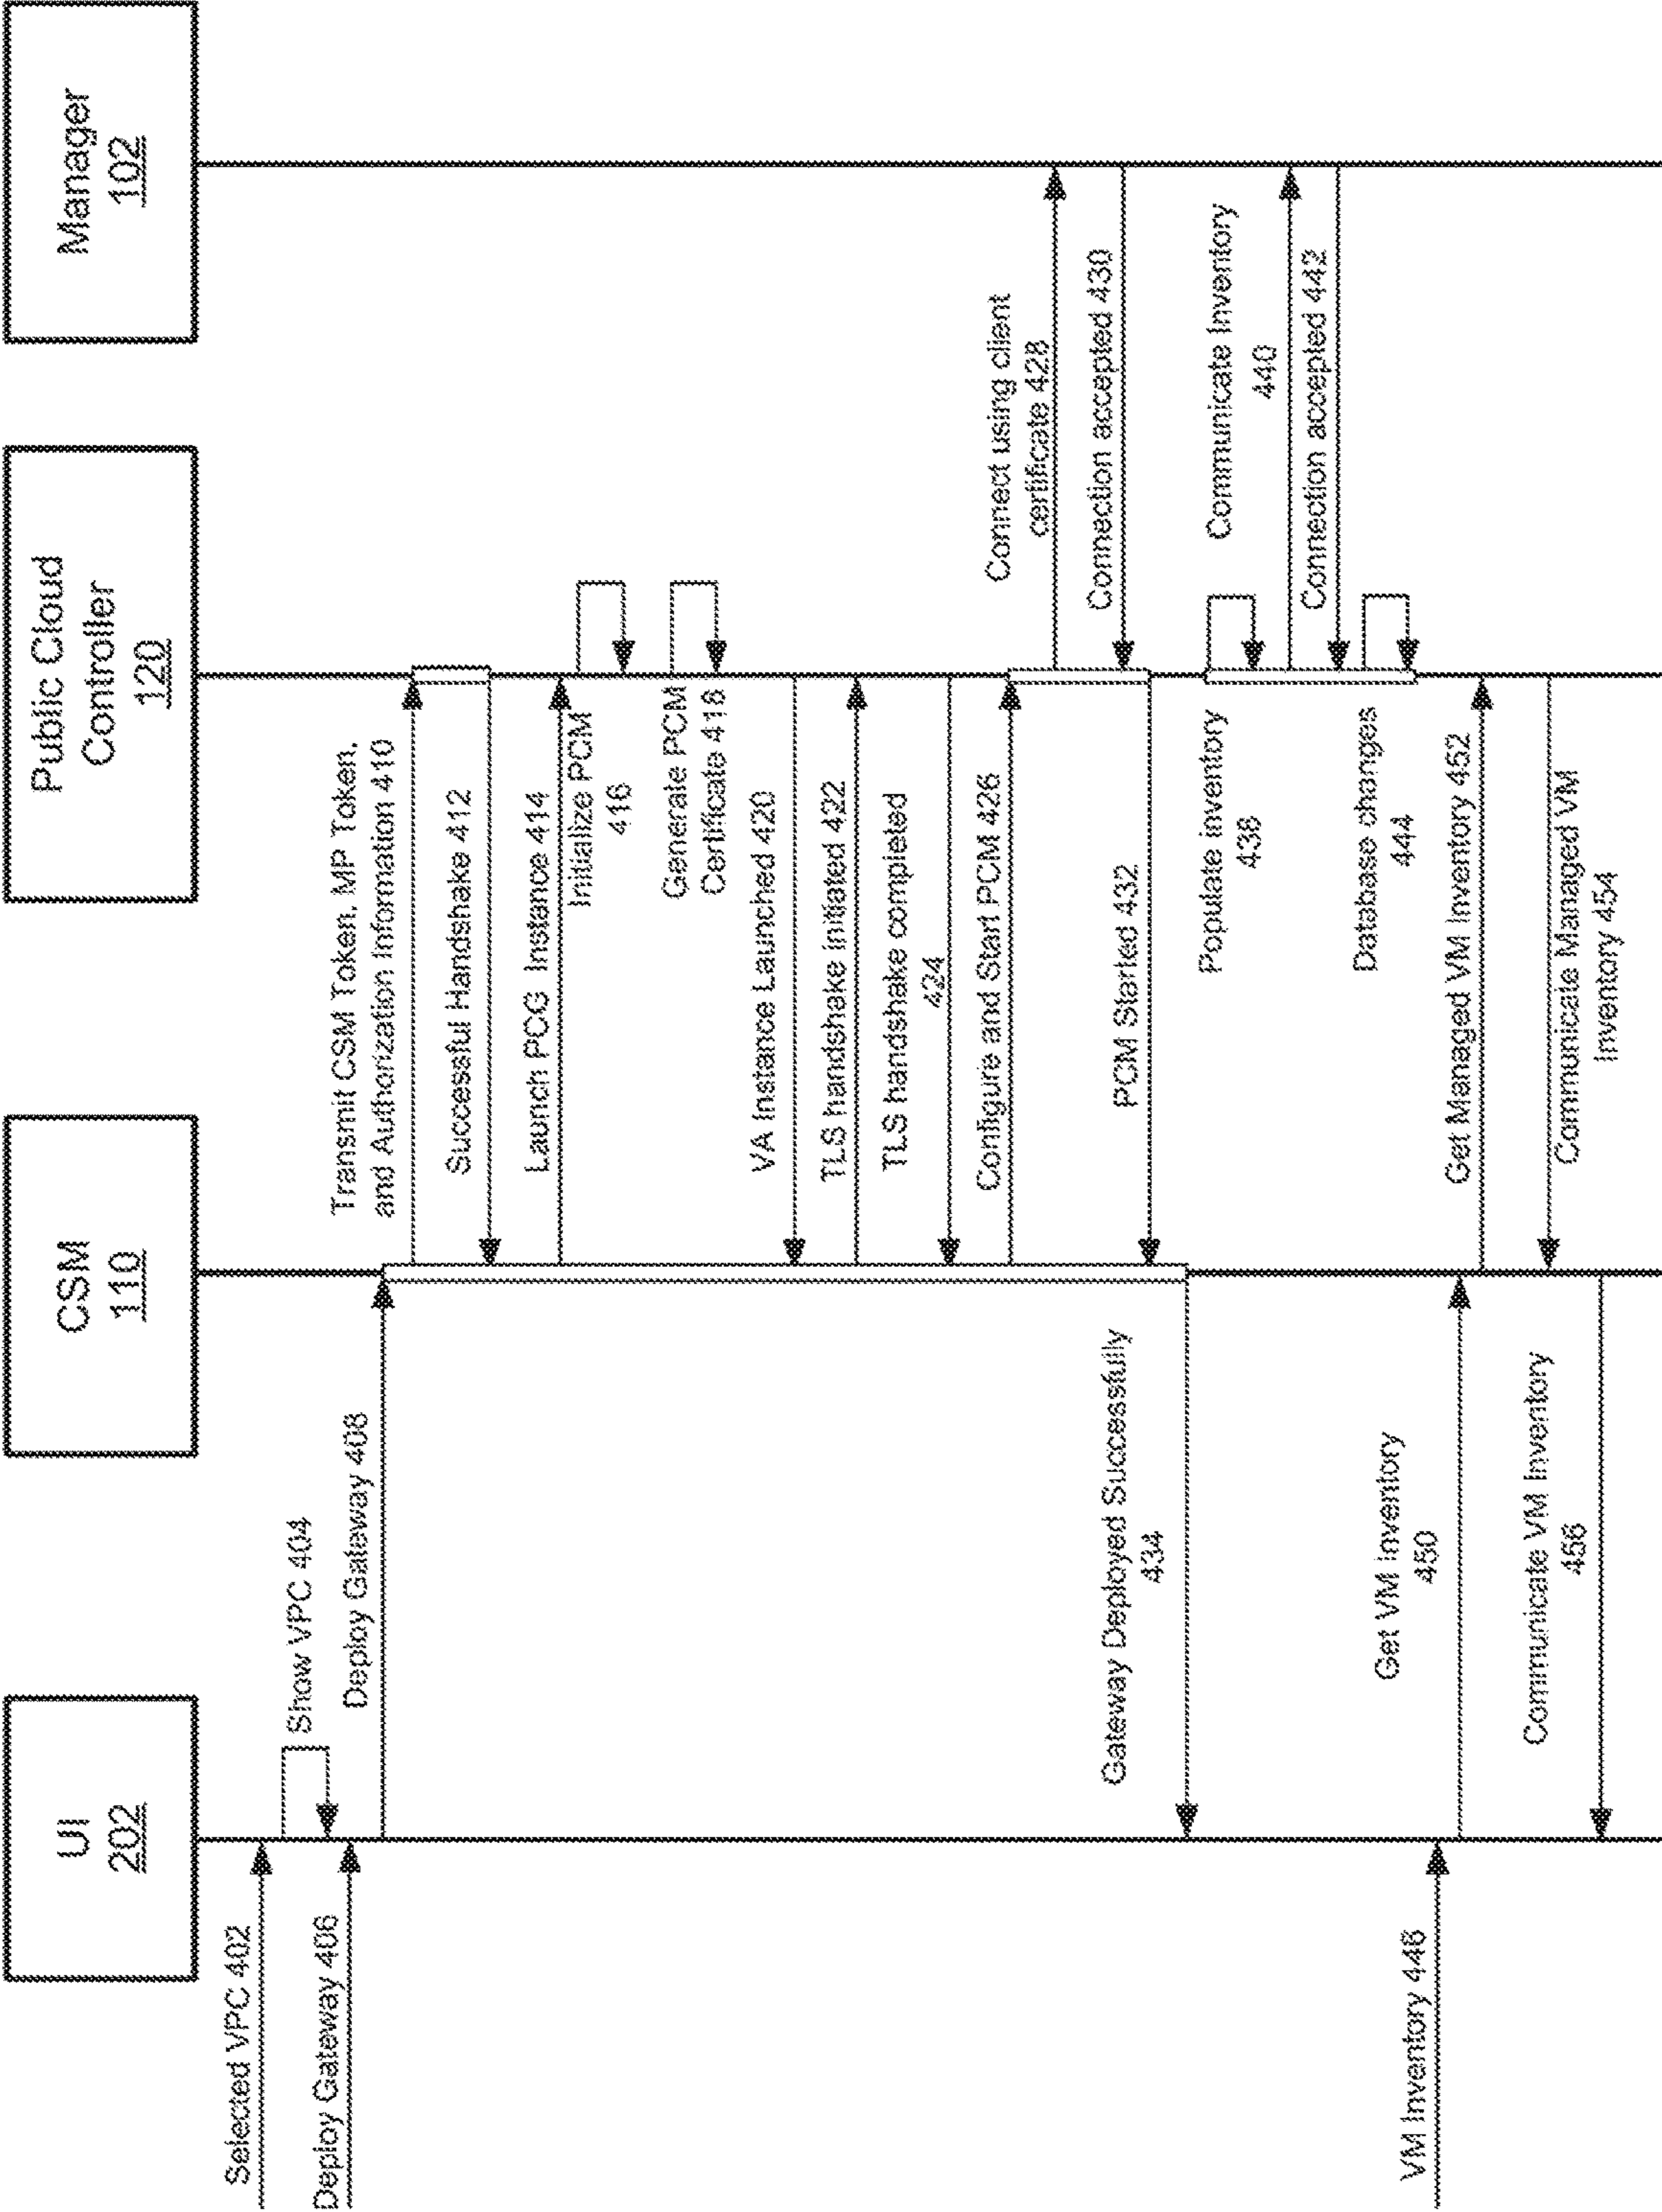 UI
202
CSM
110
Public Cloud
Controller
120
Manager
102
Selected VPC 402
Show VPC 404
Deploy Gateway 406
Deploy Gateway 408
Transmit CSM Token, MP Token,
and Authorization Information 410
Successful Handshake 412
Launch PCG Instance 414
Initialize PCM
416
Generate PCM
Certificate 418
VA Instance Launched 420
TLS handshake initiated 422
TLS handshake completed
424
Configure and Start PCM 426
Connect using client
certificate 428
Connection accepted 430
PCM Started 432
Gateway Deployed Successfully
434
Populate inventory
438
Communicate Inventory
440
Connection accepted 442
Database changes
444
VM Inventory 446
Get VM Inventory
450
Get Managed VM Inventory 452
Communicate Managed VM
Inventory 454
Communicate VM Inventory
456